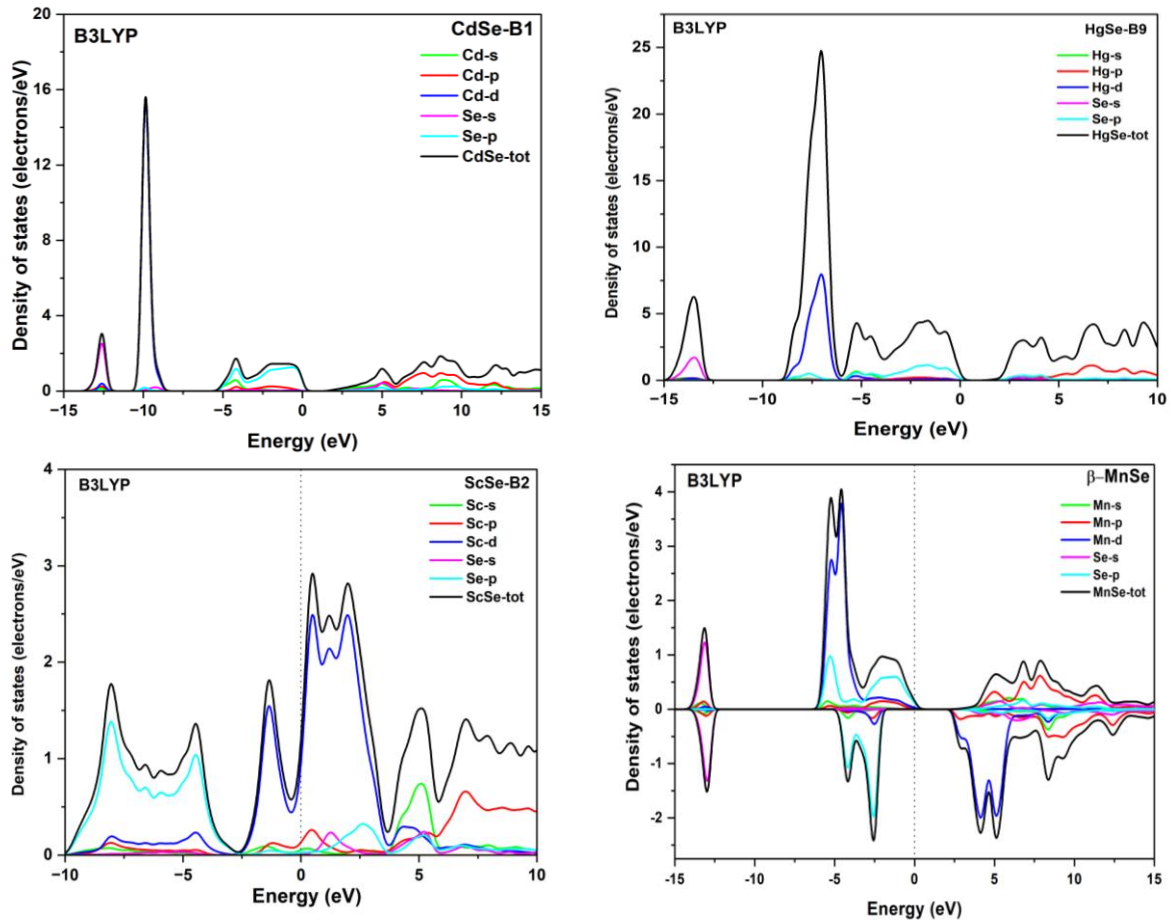 B3LYP
CdSe-B1
Cd-s
Cd-p
Cd-d
Se-s
Se-p
CdSe-tot
Density of states (electrons/eV)
20
16
12
8
4
0
−15 −10 −5 0 5 10 15
Energy (eV)
B3LYP
HgSe-B9
Hg-s
Hg-p
Hg-d
Se-s
Se-p
HgSe-tot
Density of states (electrons/eV)
25
20
15
10
5
0
−15 −10 −5 0 5 10
Energy (eV)
B3LYP
ScSe-B2
Sc-s
Sc-p
Sc-d
Se-s
Se-p
ScSe-tot
Density of states (electrons/eV)
4
3
2
1
0
−10 −5 0 5 10
Energy (eV)
B3LYP
β−MnSe
Mn-s
Mn-p
Mn-d
Se-s
Se-p
MnSe-tot
Density of states (electrons/eV)
4
3
2
1
0
-1
-2
-15 -10 -5 0 5 10 15
Energy (eV)